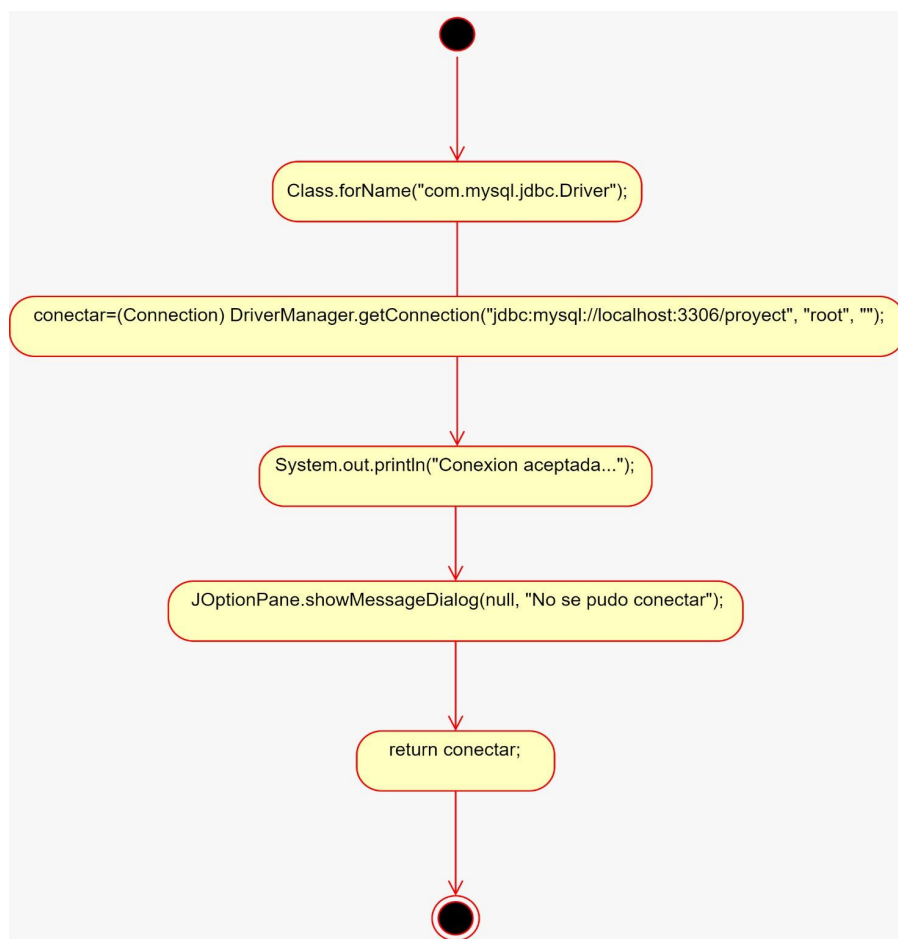 Class.forName("com.mysql.jdbc.Driver");
conectar=(Connection) DriverManager.getConnection("jdbc:mysql://localhost:3306/proyect", "root", "");
System.out.println("Conexion aceptada...");
JOptionPane.showMessageDialog(null, "No se pudo conectar");
return conectar;